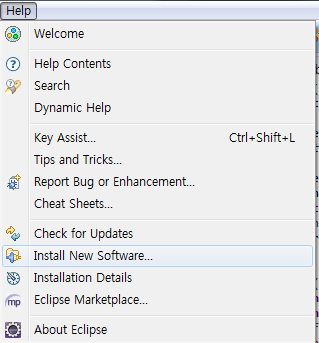 Help
Welcome
Help Contents
Search
Dynamic Help
Key Assist... Ctrl+Shift+L
Tips and Tricks...
Report Bug or Enhancement...
Cheat Sheets...
Check for Updates
Install New Software...
Installation Details
Eclipse Marketplace...
About Eclipse